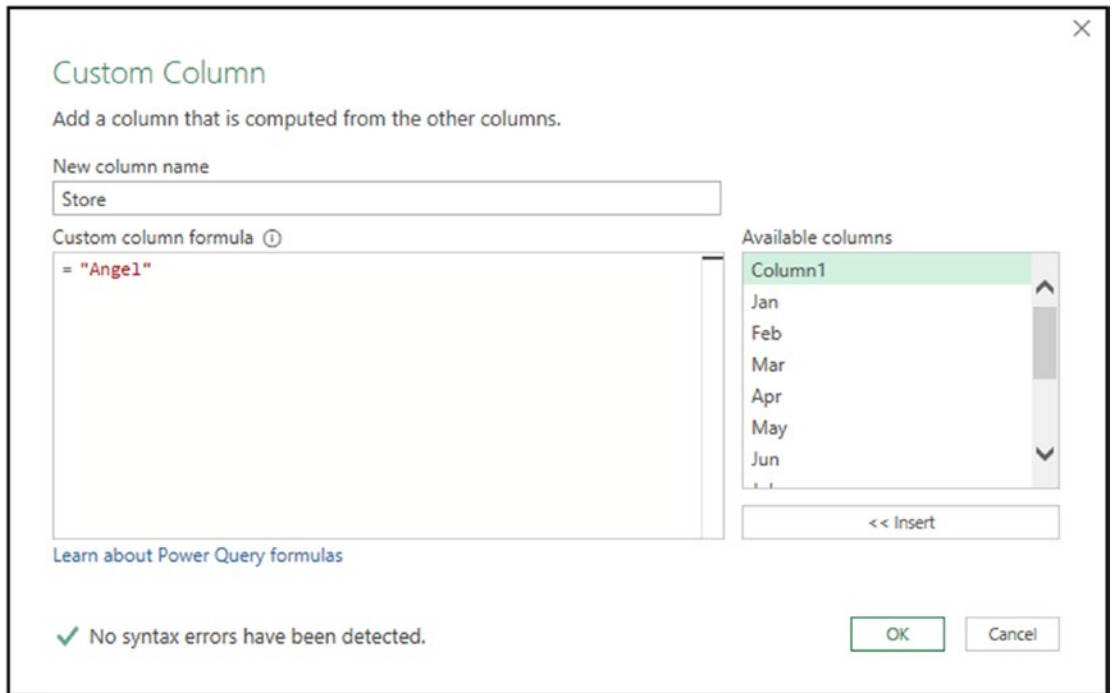 Custom Column
Add a column that is computed from the other columns.
New column name
Store
Custom column formula
= "Angel"
Available columns
Column1
Jan
Feb
Mar
Apr
May
Jun
<< Insert
Learn about Power Query formulas
No syntax errors have been detected.
OK
Cancel